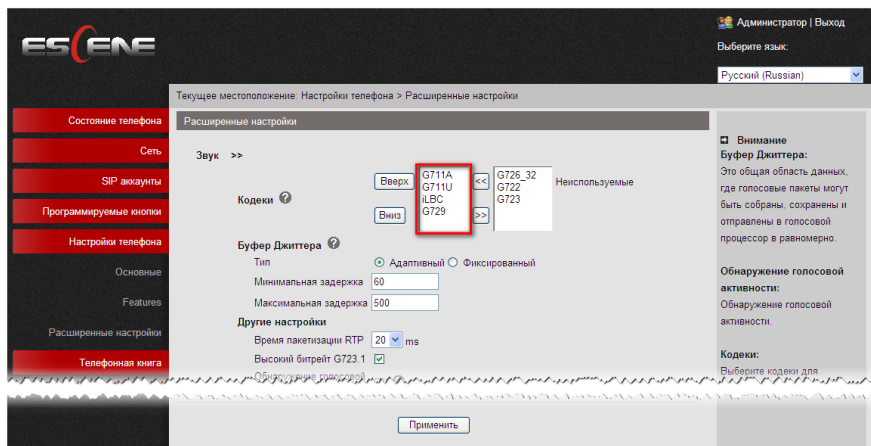 ESCENE
Администратор | Выход
Выберите язык:
Русский (Russian)
Текущее местоположение: Настройки телефона > Расширенные настройки
Состояние телефона
Сеть
SIP аккаунты
Программируемые кнопки
Настройки телефона
Основные
Features
Расширенные настройки
Телефонная книга
Расширенные настройки
Звук >>
Кодеки ?
Вверх
Вниз
G711A
G711U
iLBC
G729
<<
>>
G726_32
G722
G723
Неиспользуемые
Буфер Джиттера ?
Тип Адаптивный Фиксированный
Минимальная задержка 60
Максимальная задержка 500
Другие настройки
Время пакетизации RTP 20 ms
Высокий битрейт G723.1
Обнаружение голосовой
Применить
Внимание
Буфер Джиттера:
Это общая область данных,
где голосовые пакеты могут
быть собраны, сохранены и
отправлены в голосовой
процессор в равномерно.
Обнаружение голосовой
активности:
Обнаружение голосовой
активности.
Кодеки:
Выберите кодеки для